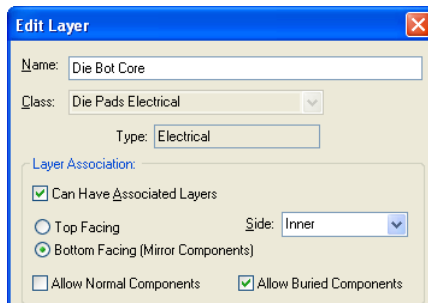 Edit Layer
Name: Die Bot Core
Class: Die Pads Electrical
Type: Electrical
Layer Association:
Can Have Associated Layers
Top Facing
Side: Inner
Bottom Facing (Mirror Components)
Allow Normal Components
Allow Buried Components